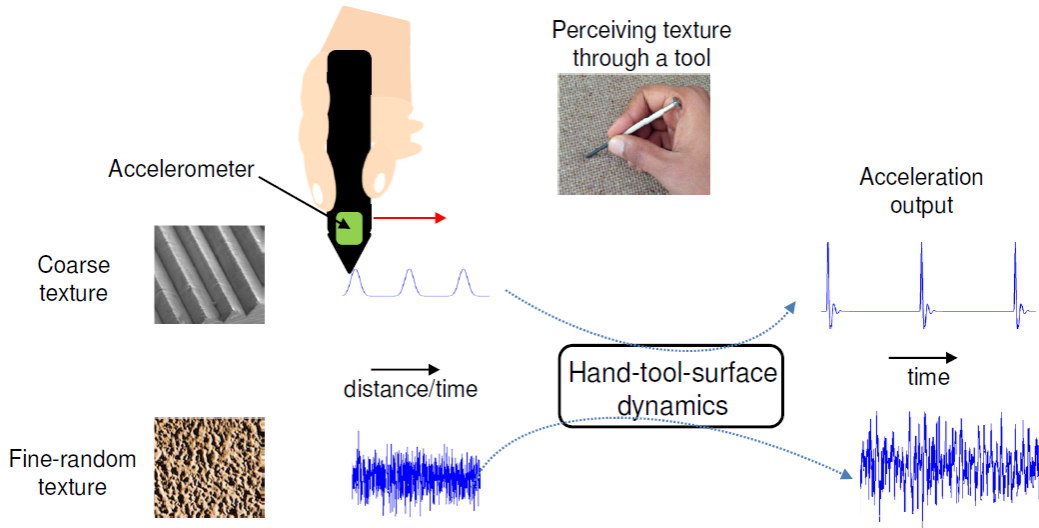 Perceiving texture
through a tool
Accelerometer
Acceleration
output
Coarse
texture
distance/time
Hand-tool-surface
dynamics
time
Fine-random
texture